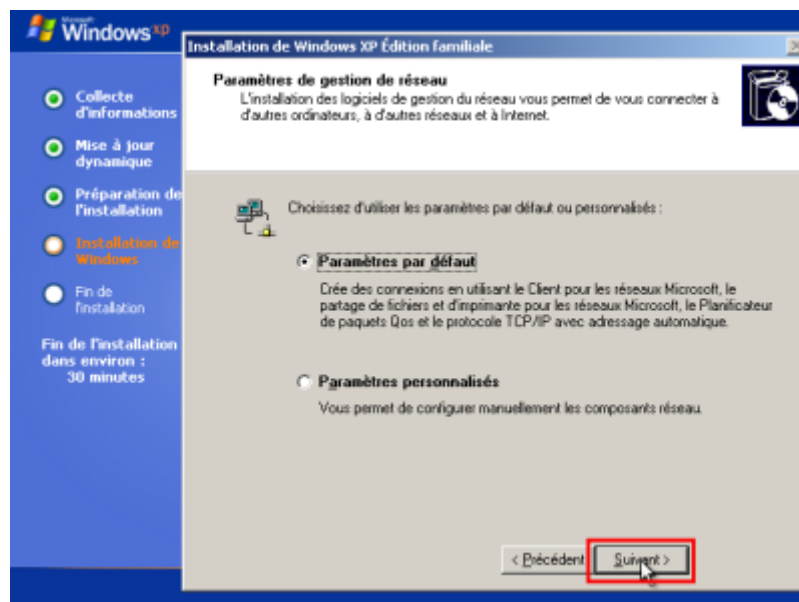 Microsoft
Windows xp
Installation de Windows XP Édition familiale
Collecte
d'informations
Mise à jour
dynamique
Préparation de
l'installation
Installation de
Windows
Fin de
l'installation
Fin de l'installation
dans environ :
30 minutes
Paramètres de gestion de réseau
L'installation des logiciels de gestion du réseau vous permet de vous connecter à
d'autres ordinateurs, à d'autres réseaux et à Internet.
Choisissez d'utiliser les paramètres par défaut ou personnalisés :
Paramètres par défaut
Crée des connexions en utilisant le Client pour les réseaux Microsoft, le
partage de fichiers et d'imprimante pour les réseaux Microsoft, le Planificateur
de paquets Qos et le protocole TCP/IP avec adressage automatique.
Paramètres personnalisés
Vous permet de configurer manuellement les composants réseau.
< Précédent
Suivant >